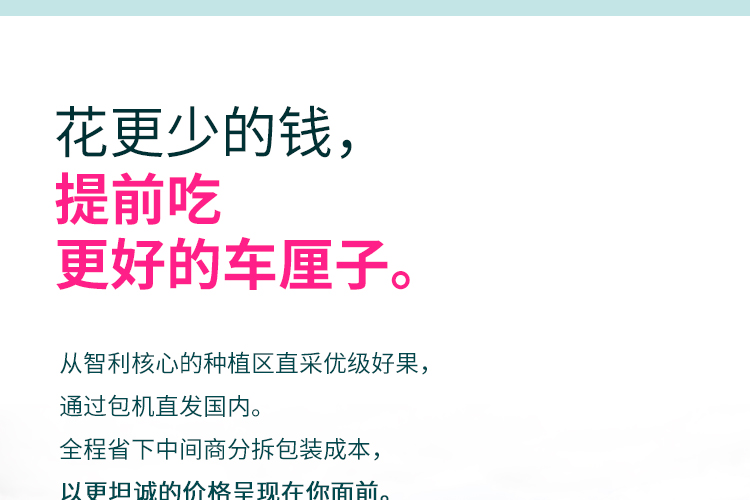 花更少的钱，
提前吃
更好的车厘子。
从智利核心的种植区直采优级好果，
通过包机直发国内。
全程省下中间商分拆包装成本，
以更坦诚的价格呈现在你面前。